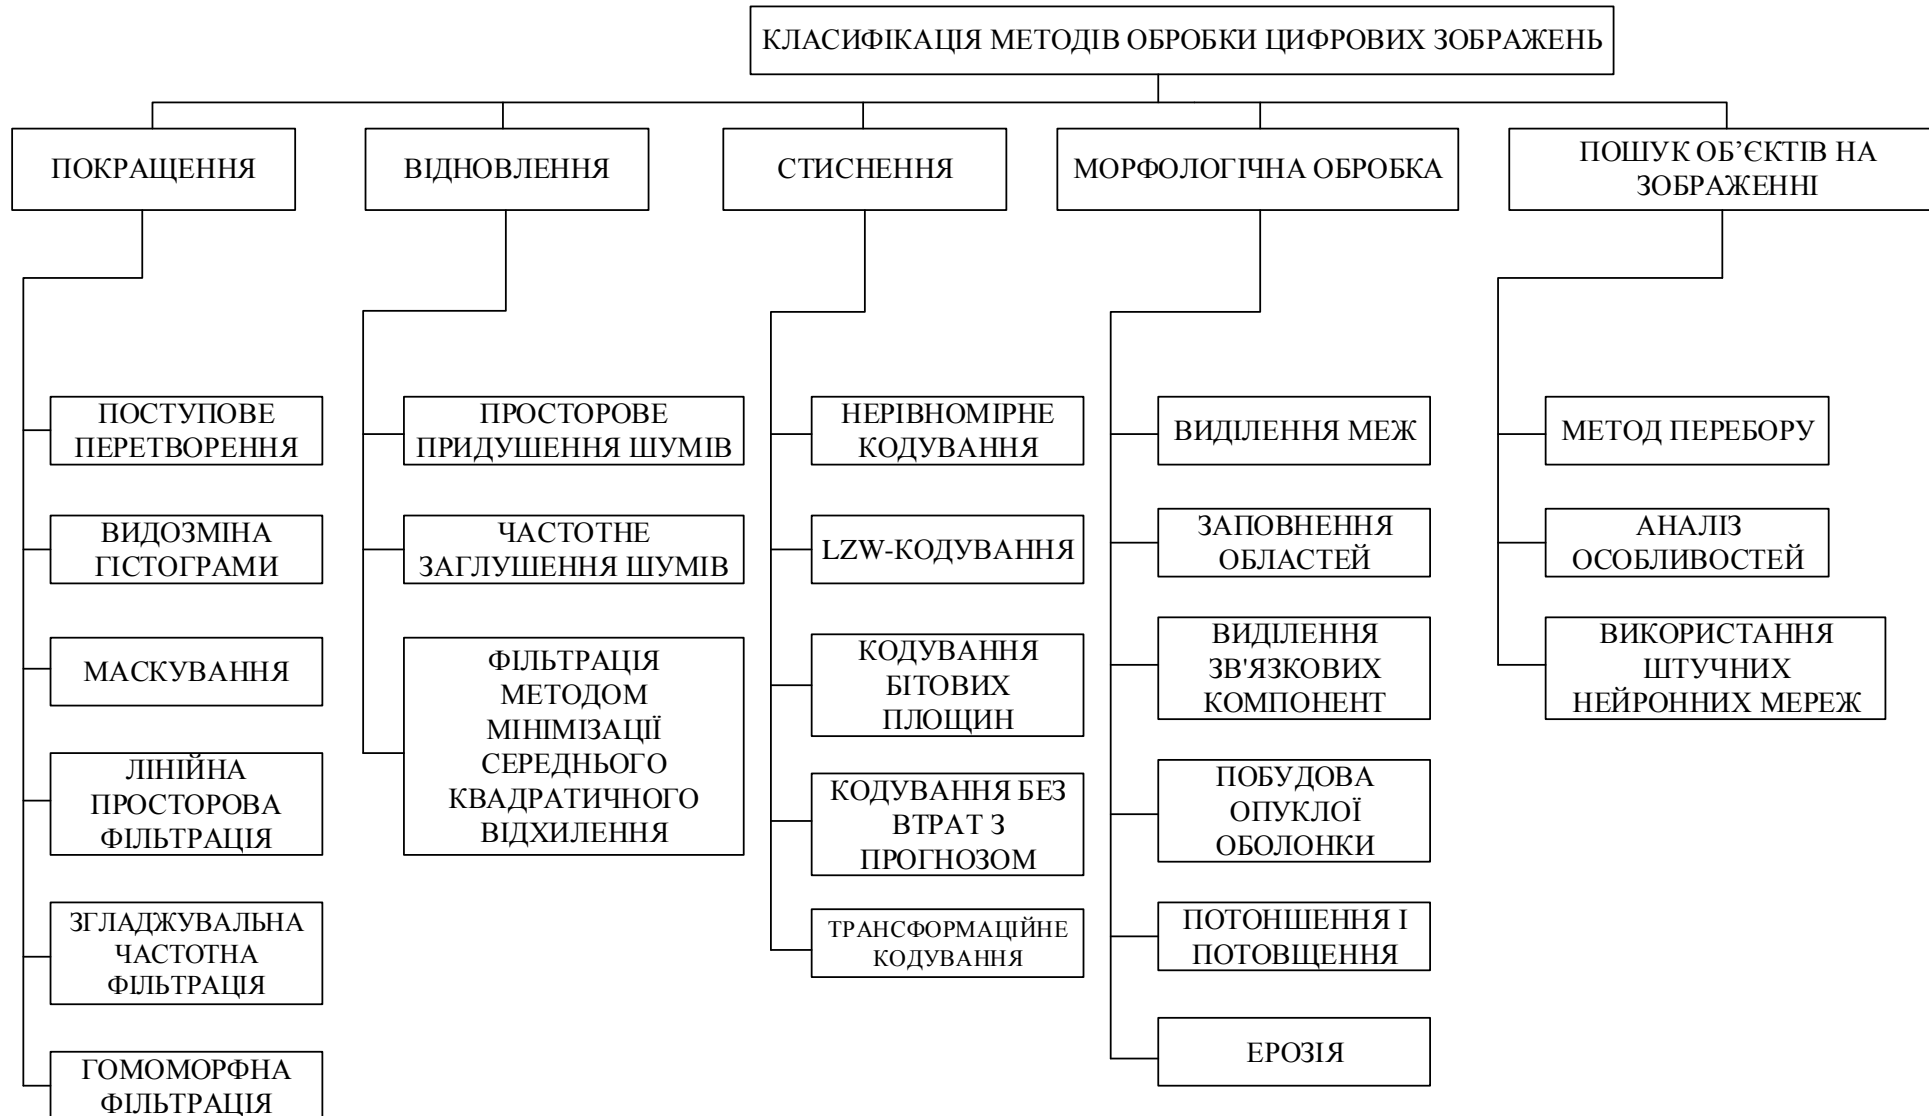 КЛАСИФІКАЦІЯ МЕТОДІВ ОБРОБКИ ЦИФРОВИХ ЗОБРАЖЕНЬ
ПОКРАЩЕННЯ
ВІДНОВЛЕННЯ
СТИСНЕННЯ
МОРФОЛОГІЧНА ОБРОБКА
ПОШУК ОБ’ЄКТІВ НА
ЗОБРАЖЕННІ
ПОСТУПОВЕ
ПЕРЕТВОРЕННЯ
ВИДОЗМІНА
ГІСТОГРАМИ
МАСКУВАННЯ
ЛІНІЙНА
ПРОСТОРОВА
ФІЛЬТРАЦІЯ
ЗГЛАДЖУВАЛЬНА
ЧАСТОТНА
ФІЛЬТРАЦІЯ
ГОМОМОРФНА
ФІЛЬТРАЦІЯ
ПРОСТОРОВЕ
ПРИДУШЕННЯ ШУМІВ
ЧАСТОТНЕ
ЗАГЛУШЕННЯ ШУМІВ
ФІЛЬТРАЦІЯ
МЕТОДОМ
МІНІМІЗАЦІЇ
СЕРЕДНЬОГО
КВАДРАТИЧНОГО
ВІДХИЛЕННЯ
НЕРІВНОМІРНЕ
КОДУВАННЯ
LZW-КОДУВАННЯ
КОДУВАННЯ
БІТОВИХ
ПЛОЩИН
КОДУВАННЯ БЕЗ
ВТРАТ З
ПРОГНОЗОМ
ТРАНСФОРМАЦІЙНЕ
КОДУВАННЯ
ВИДІЛЕННЯ МЕЖ
ЗАПОВНЕННЯ
ОБЛАСТЕЙ
ВИДІЛЕННЯ
ЗВ'ЯЗКОВИХ
КОМПОНЕНТ
ПОБУДОВА
ОПУКЛОЇ
ОБОЛОНКИ
ПОТОНШЕННЯ І
ПОТОВЩЕННЯ
ЕРОЗІЯ
МЕТОД ПЕРЕБОРУ
АНАЛІЗ
ОСОБЛИВОСТЕЙ
ВИКОРИСТАННЯ
ШТУЧНИХ
НЕЙРОННИХ МЕРЕЖ